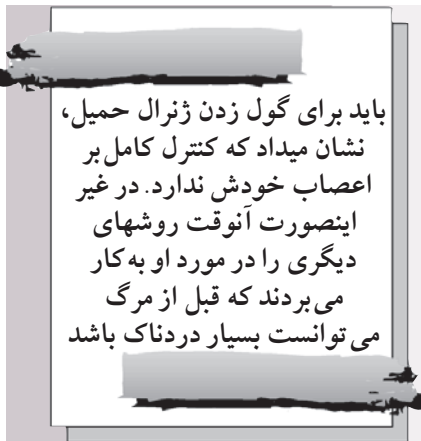 باید برای گول زدن ژنرال حمیل،
نشان میداد که کنترل کامل بر
اعصاب خودش ندارد. در غیر
اینصورت آنوقت روشهای
دیگری را در مورد او به کار
می بردند که قبل از مرگ
می توانست بسیار دردناک باشد